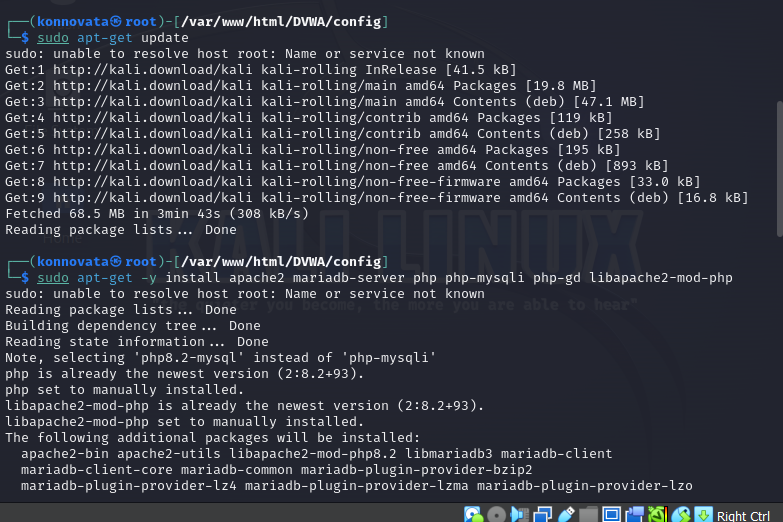 ┌──(konnovata㉿root)-[/var/www/html/DVWA/config]
└─$ sudo apt-get update
sudo: unable to resolve host root: Name or service not known
Get:1 http://kali.download/kali kali-rolling InRelease [41.5 kB]
Get:2 http://kali.download/kali kali-rolling/main amd64 Packages [19.8 MB]
Get:3 http://kali.download/kali kali-rolling/main amd64 Contents (deb) [47.1 MB]
Get:4 http://kali.download/kali kali-rolling/contrib amd64 Packages [119 kB]
Get:5 http://kali.download/kali kali-rolling/contrib amd64 Contents (deb) [258 kB]
Get:6 http://kali.download/kali kali-rolling/non-free amd64 Packages [195 kB]
Get:7 http://kali.download/kali kali-rolling/non-free amd64 Contents (deb) [893 kB]
Get:8 http://kali.download/kali kali-rolling/non-free-firmware amd64 Packages [33.0 kB]
Get:9 http://kali.download/kali kali-rolling/non-free-firmware amd64 Contents (deb) [16.8 kB]
Fetched 68.5 MB in 3min 43s (308 kB/s)
Reading package lists... Done
KALI LINUX
┌──(konnovata㉿root)-[/var/www/html/DVWA/config]
└─$ sudo apt-get -y install apache2 mariadb-server php php-mysqli php-gd libapache2-mod-php
sudo: unable to resolve host root: Name or service not known
you become, the more you are able to hear"
Reading package lists... Done
Building dependency tree... Done
Reading state information... Done
Note, selecting 'php8.2-mysql' instead of 'php-mysqli'
php is already the newest version (2:8.2+93).
php set to manually installed.
libapache2-mod-php is already the newest version (2:8.2+93).
libapache2-mod-php set to manually installed.
The following additional packages will be installed:
apache2-bin apache2-utils libapache2-mod-php8.2 libmariadb3 mariadb-client
mariadb-client-core mariadb-common mariadb-plugin-provider-bzip2
mariadb-plugin-provider-lz4 mariadb-plugin-provider-lzma mariadb-plugin-provider-lzo
Right Ctrl